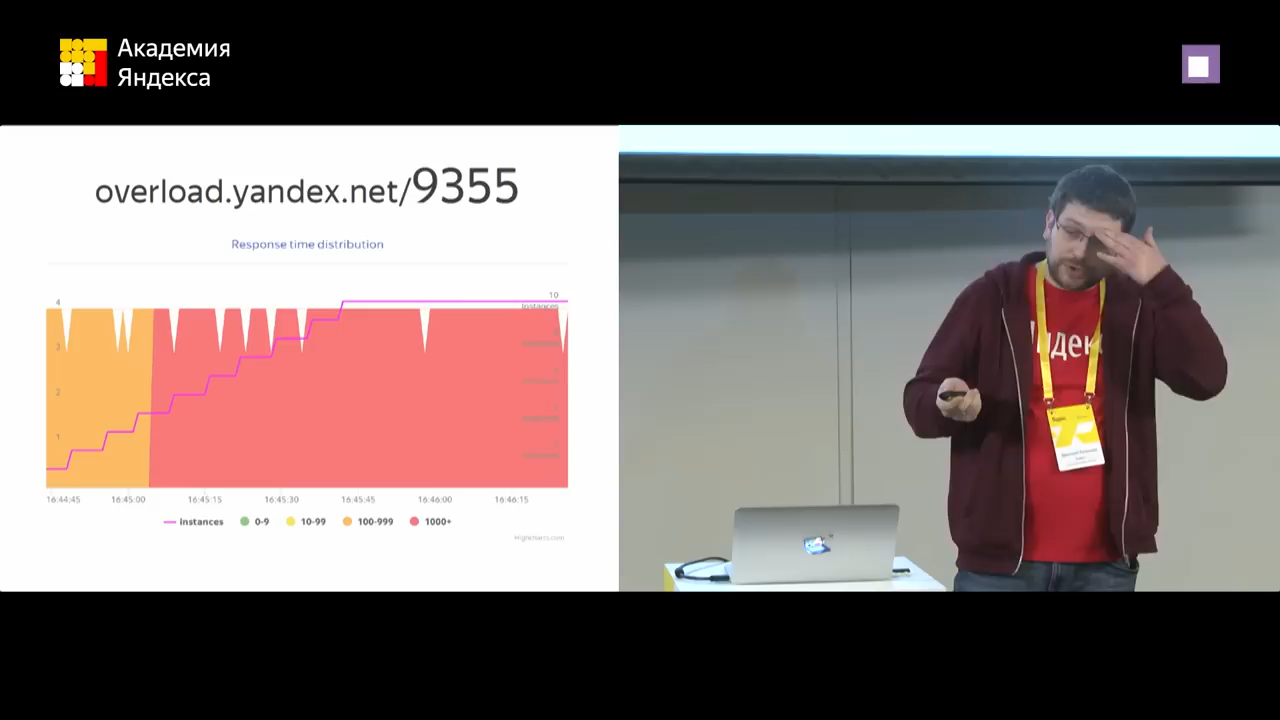 Академия
Яндекса
overload.yandex.net/9355
Response time distribution
4
3
2
1
10
instances
16:44:45
16:45:00
16:45:15
16:45:30
16:45:45
16:46:00
16:46:15
instances
0-9
10-99
100-999
1000+
Highcharts.com
Яндекс